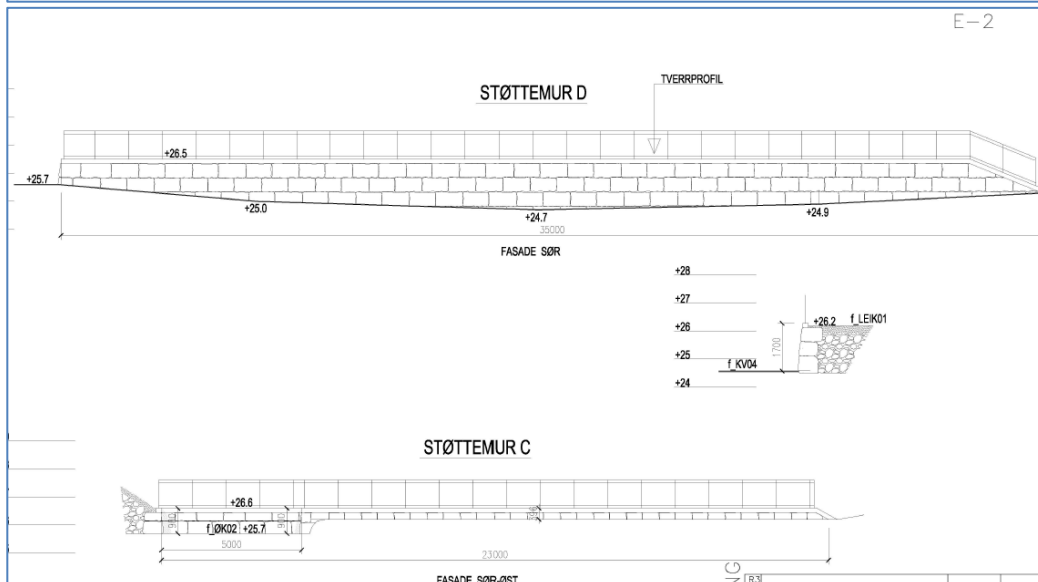 E-2
STØTTEMUR D
TVERRPROFIL
+26.5
+25.7
+25.0
+24.7
+24.9
35000
FASADE SØR
+28
+27
+26
+25
+24
+26.2
f_LEIK01
1700
f_KV04
STØTTEMUR C
+26.6
f_ØK02
+25.7
5000
23000
FASADE SØR-ØST
R3